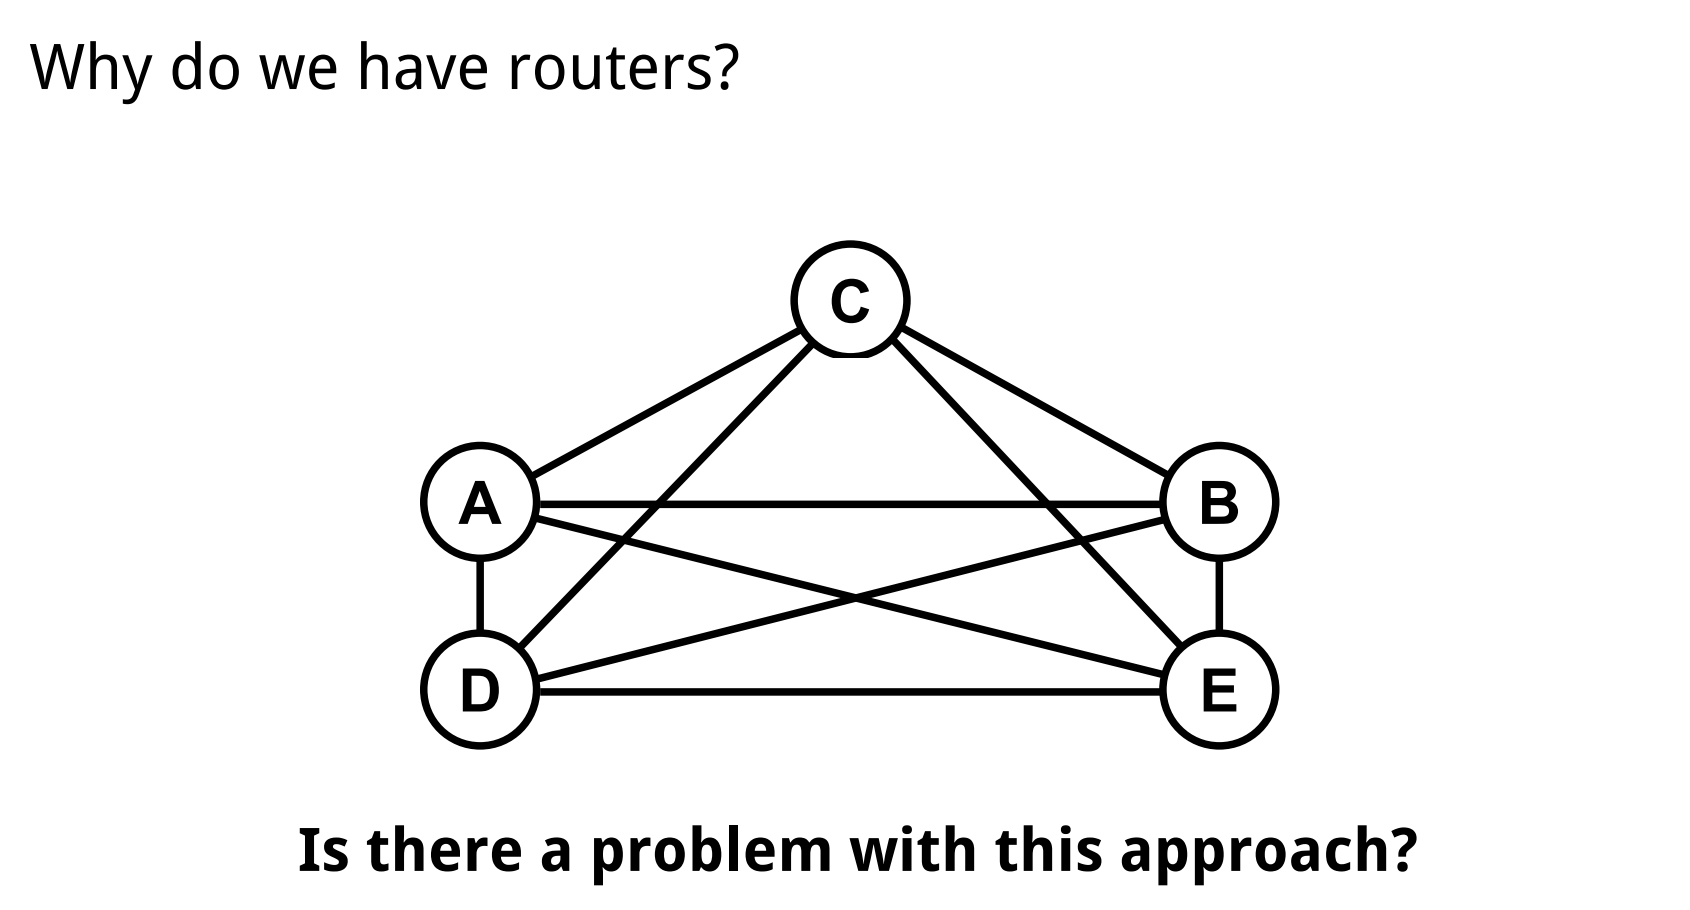 Why do we have routers?
C
A
B
D
E
Is there a problem with this approach?